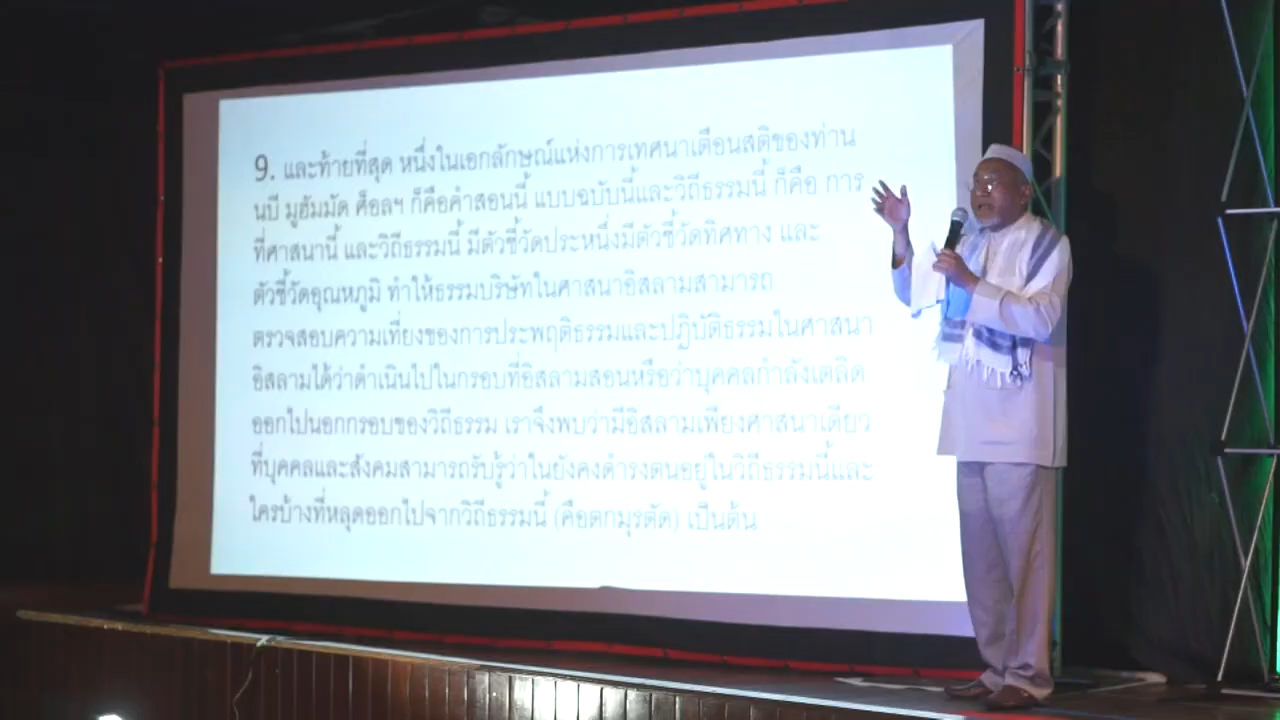 9. และท้ายที่สุด หนึ่งในเอกลักษณ์แห่งการเทศนาเตือนสติของท่าน
นบี มูฮัมมัด ศ็อลฯ ก็คือคำสอนนี้ แบบฉบับนี้และวิถีธรรมนี้ ก็คือ การ
ที่ศาสนานี้ และวิถีธรรมนี้ มีตัวชี้วัดประหนึ่งมีตัวชี้วัดทิศทาง และ
ตัวชี้วัดอุณหภูมิ ทำให้ธรรมบริษัทในศาสนาอิสลามสามารถ
ตรวจสอบความเที่ยงของการประพฤติธรรมและปฏิบัติธรรมในศาสนา
อิสลามได้ว่าดำเนินไปในกรอบที่อิสลามสอนหรือว่าบุคคลกำลังเตลิด
ออกไปนอกกรอบของวิถีธรรม เราจึงพบว่ามีอิสลามเพียงศาสนาเดียว
ที่บุคคลและสังคมสามารถรับรู้ว่าในยังคงดำรงตนอยู่ในวิถีธรรมนี้และ
ใครบ้างที่หลุดออกไปจากวิถีธรรมนี้ (คือตกมุรตัด) เป็นต้น